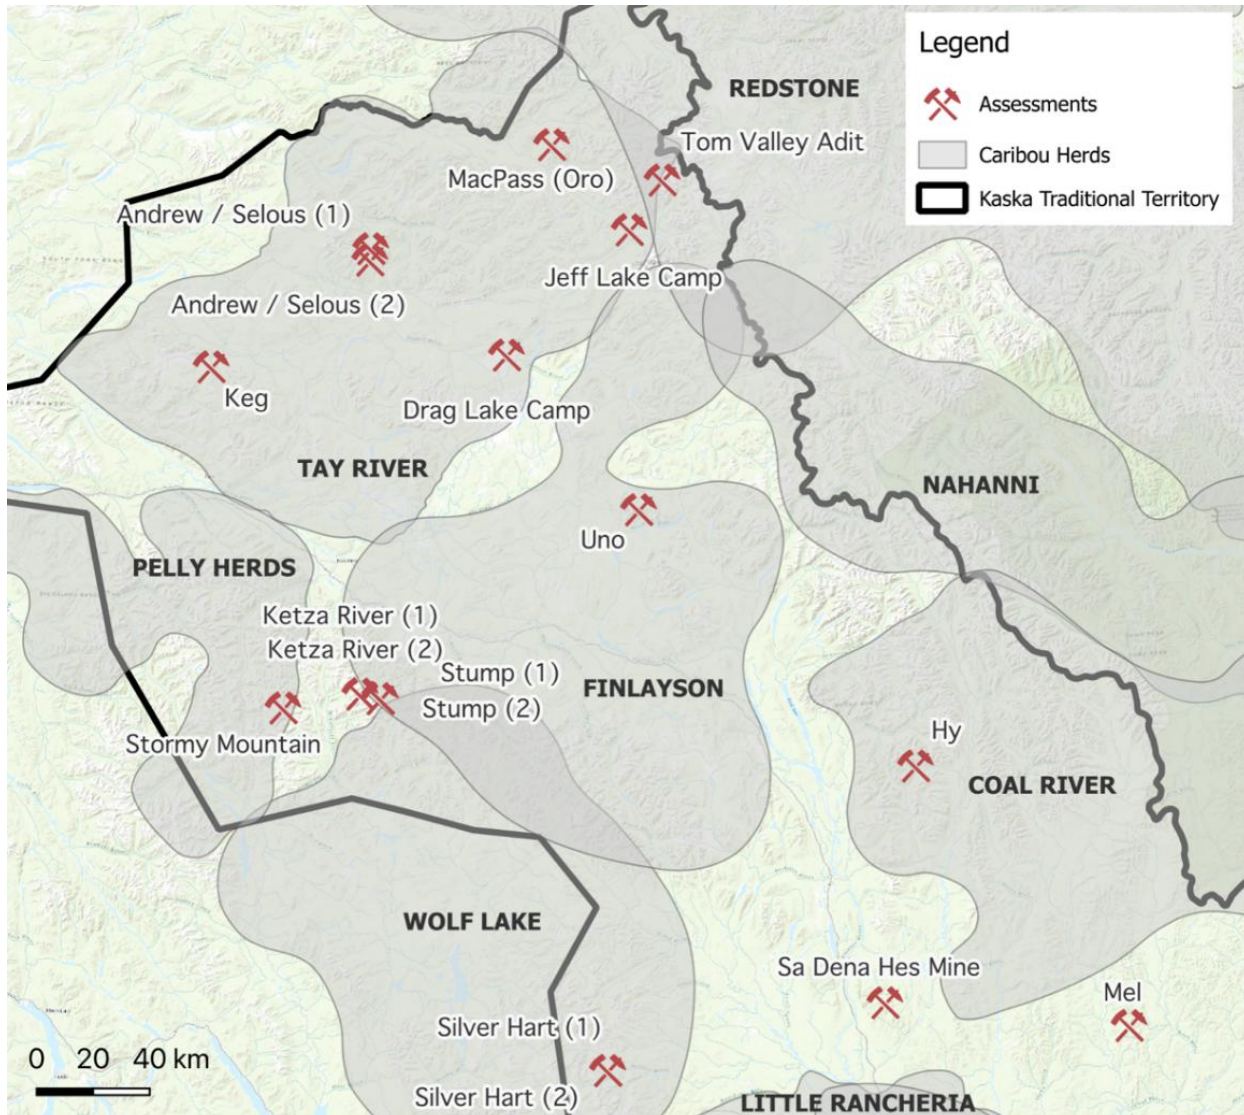 Legend
Assessments
Caribou Herds
Kaska Traditional Territory
REDSTONE
Tom Valley Adit
MacPass (Oro)
Andrew / Selous (1)
Jeff Lake Camp
Andrew / Selous (2)
Keg
Drag Lake Camp
TAY RIVER
NAHANNI
Uno
PELLY HERDS
Ketza River (1)
Ketza River (2)
Stump (1)
Stump (2)
FINLAYSON
Stormy Mountain
Hy
COAL RIVER
WOLF LAKE
Sa Dena Hes Mine
Mel
Silver Hart (1)
Silver Hart (2)
0 20 40 km
LITTLE RANCHERIA